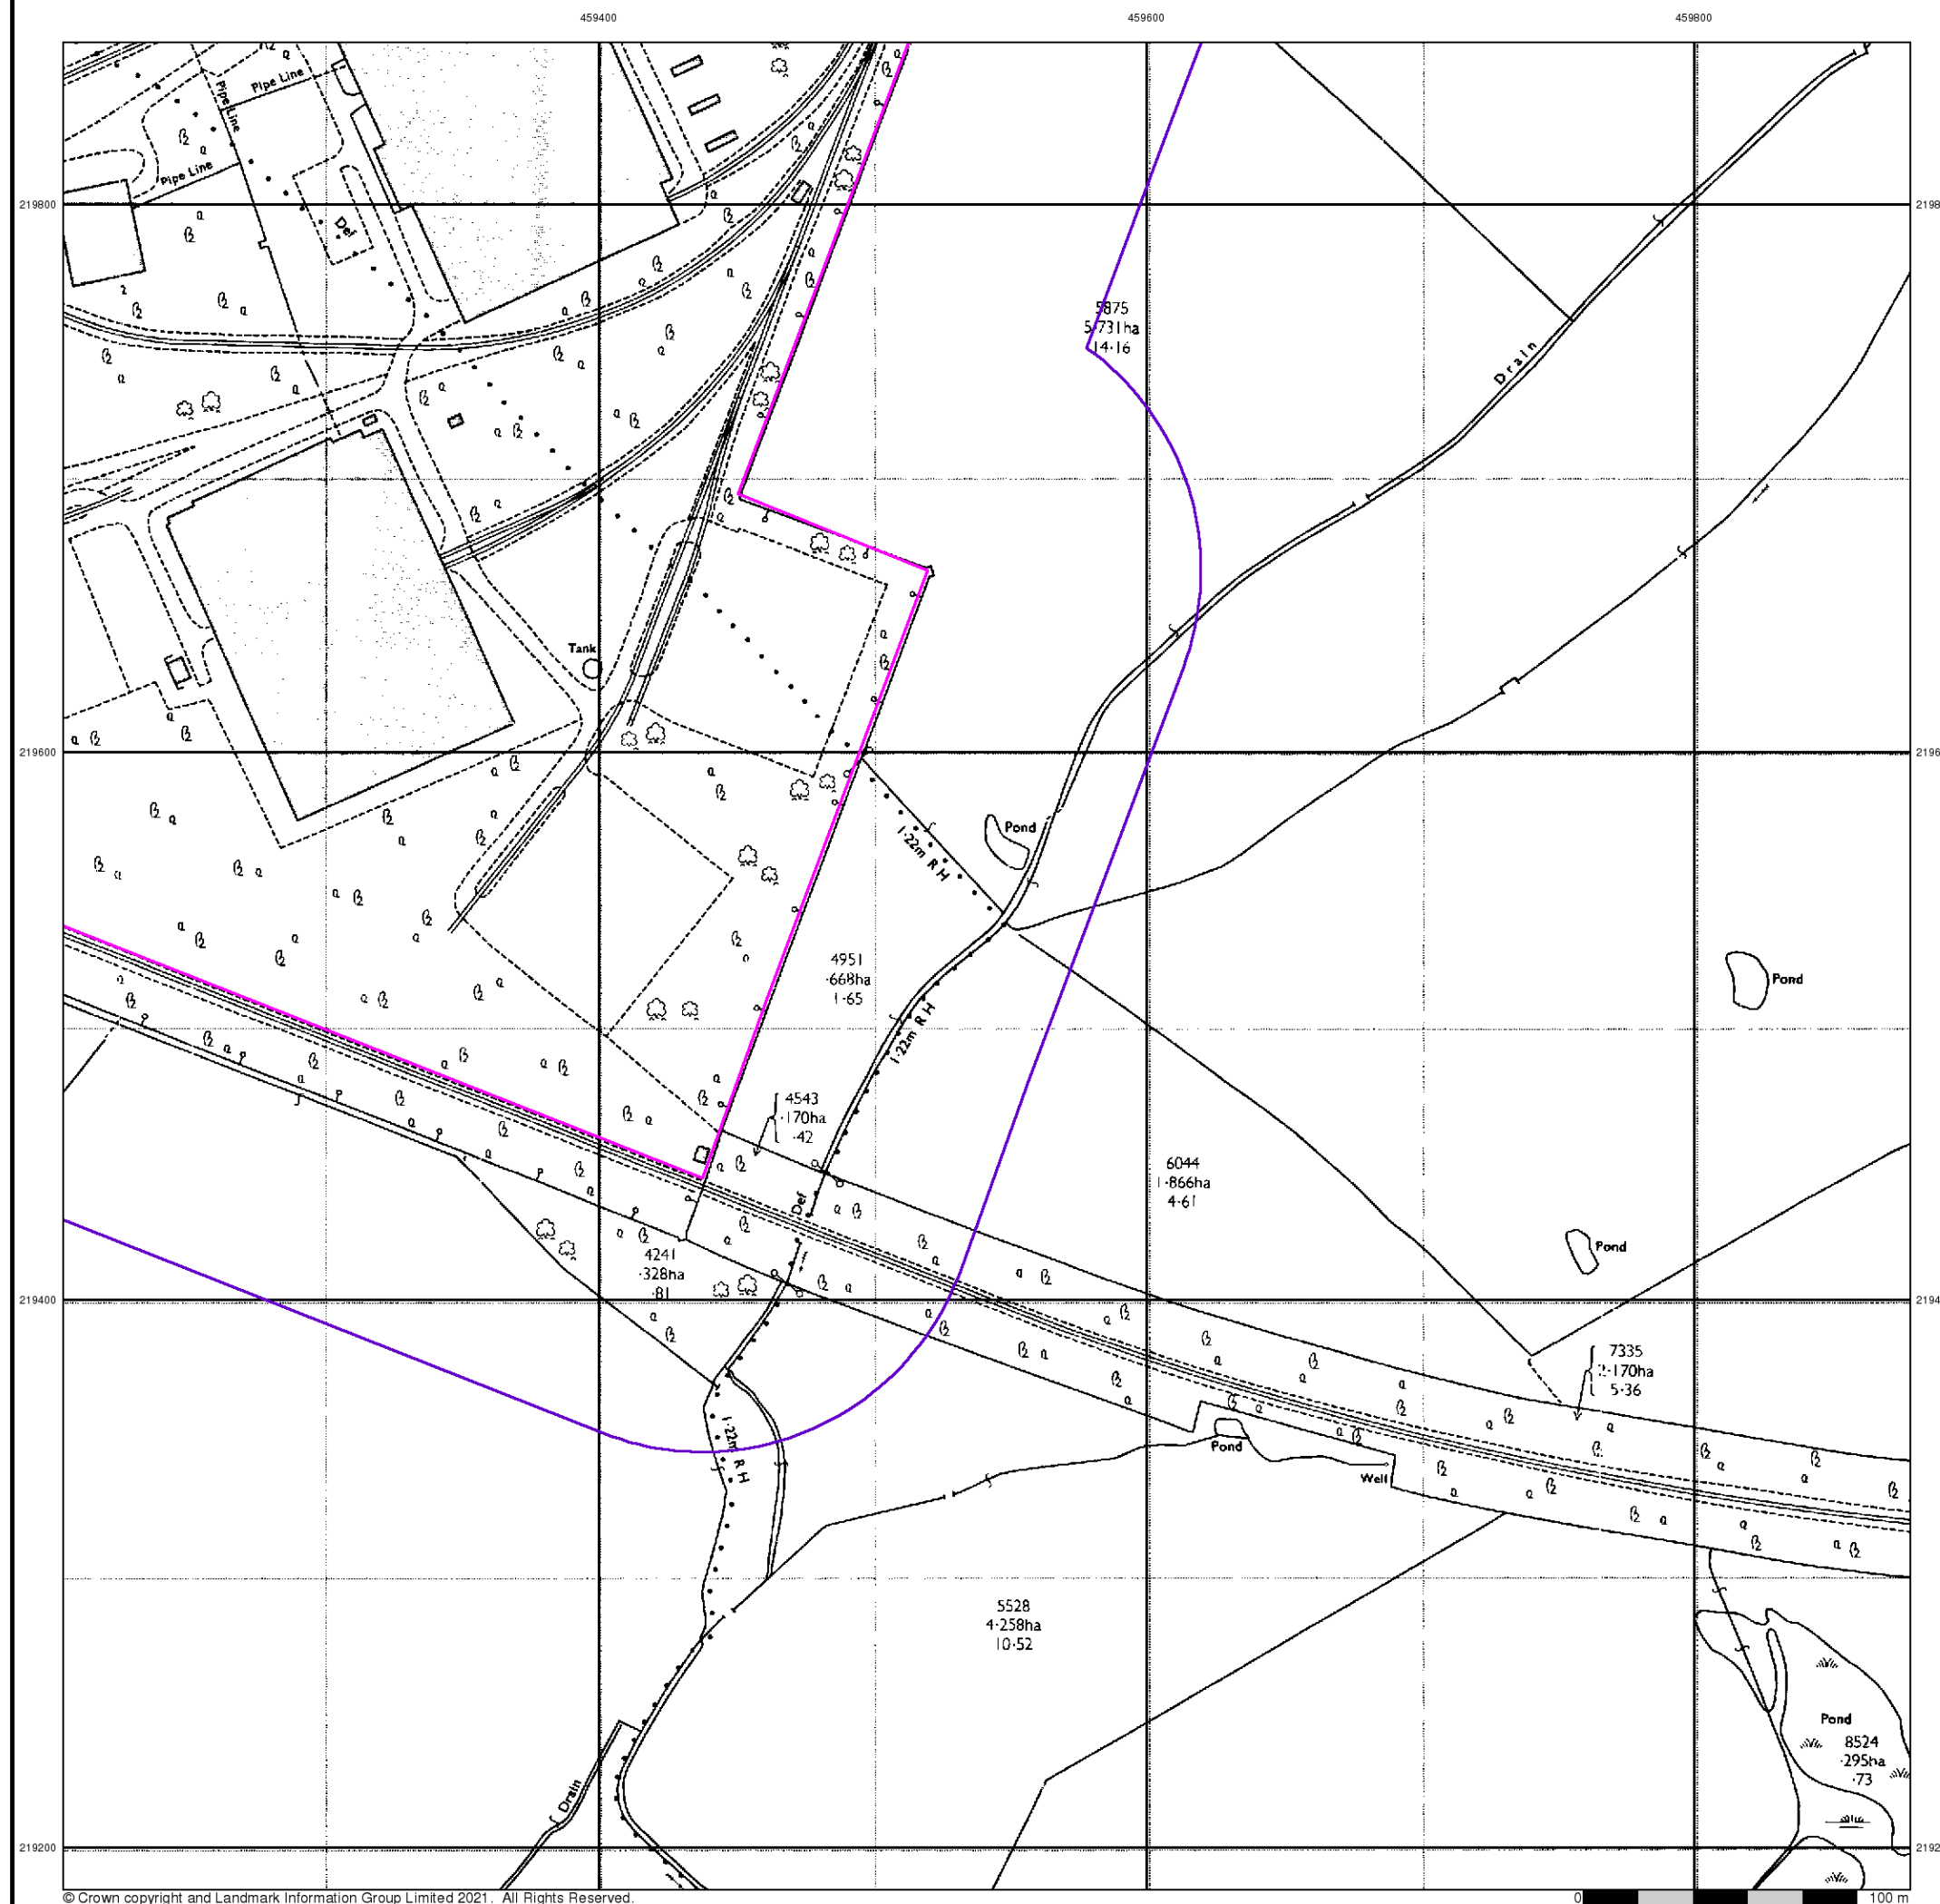 459400
459600
459800
Pipe Line
Pipe Line
Pipe Line
219800
2198
Def
5875
5·731ha
14·16
Drain
Tank
219600
2196
Pond
1·22m R H
4951
·668ha
1·65
Pond
1·22m R H
4543
·170ha
·42
6044
1·866ha
4·61
Def
Pond
4241
·328ha
·81
219400
2194
7335
2·170ha
5·36
1·22m R H
Pond
Well
5528
4·258ha
10·52
Pond
8524
·295ha
·73
Drain
219200
2192
© Crown copyright and Landmark Information Group Limited 2021. All Rights Reserved.
0
100 m